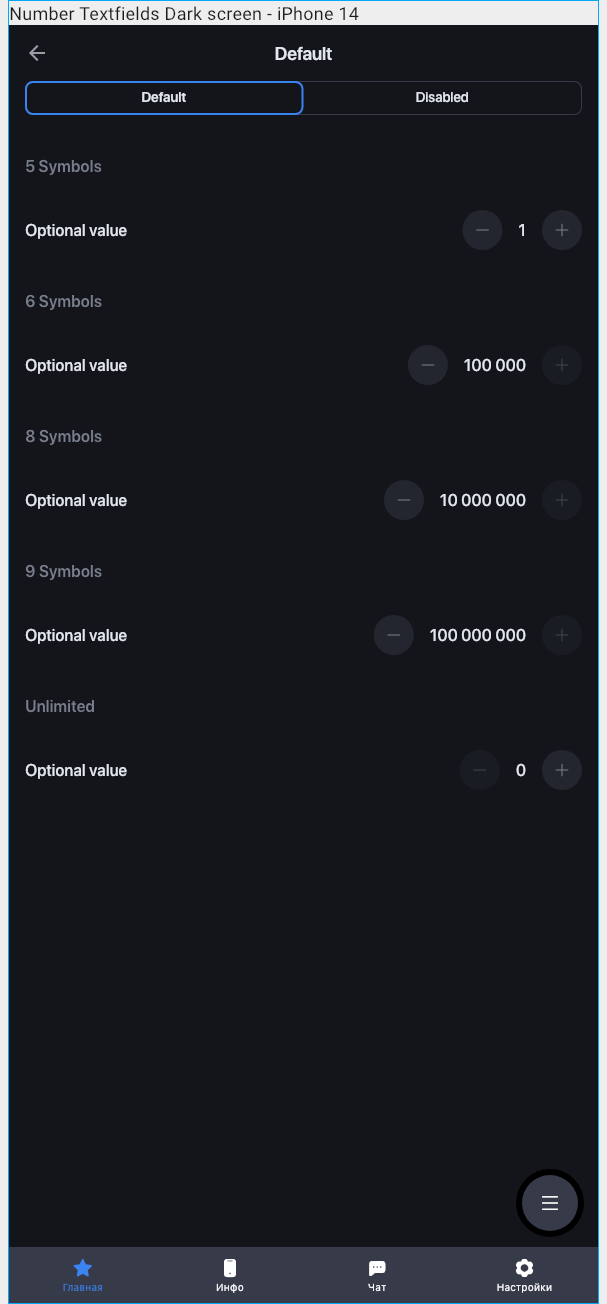 Number Textfields Dark screen - iPhone 14
Default
Default Disabled
5 Symbols
Optional value 1
6 Symbols
Optional value 100 000
8 Symbols
Optional value 10 000 000
9 Symbols
Optional value 100 000 000
Unlimited
Optional value 0
Главная Инфо Чат Настройки